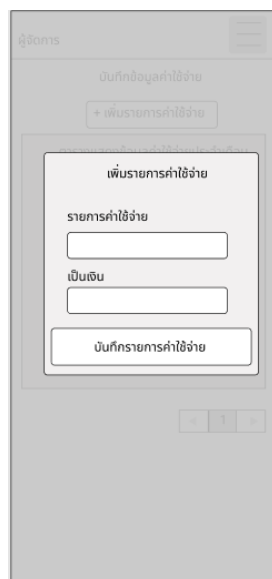 ผู้จัดการ
บันทึกข้อมูลค่าใช้จ่าย
+ เพิ่มรายการค่าใช้จ่าย
เพิ่มรายการค่าใช้จ่าย
รายการค่าใช้จ่าย
เป็นเงิน
บันทึกรายการค่าใช้จ่าย
1